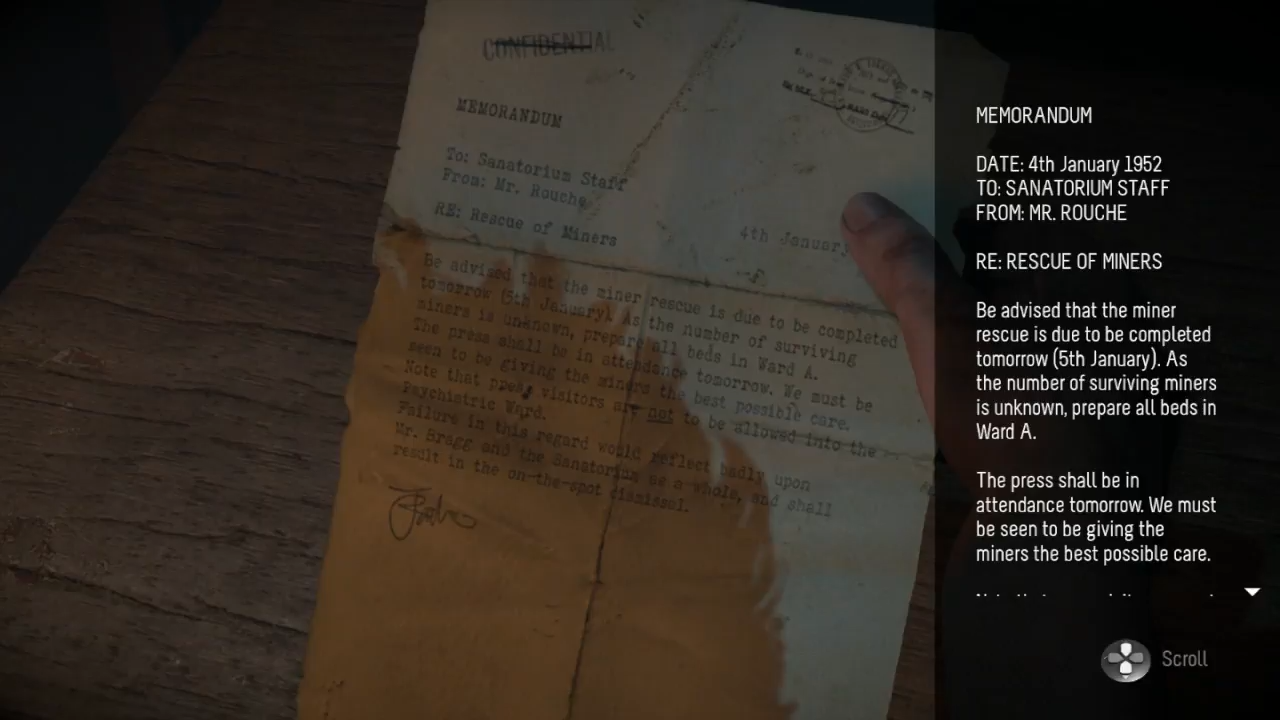 CONFIDENTIAL
MEMORANDUM
To: Sanatorium Staff
From: Mr. Rouche
RE: Rescue of Miners
4th January
Be advised that the miner rescue is due to be completed
tomorrow (5th January). As the number of surviving
miners is unknown, prepare all beds in Ward A.
The press shall be in attendance tomorrow. We must be
seen to be giving the miners the best possible care.
Note that press visitors are not to be allowed into the
Psychistric Ward.
Failure in this regard would reflect badly upon
Mr. Bragg and the Sanatorium as a whole, and shall
result in the on-the-spot dismissal.
MEMORANDUM
DATE: 4th January 1952
TO: SANATORIUM STAFF
FROM: MR. ROUCHE
RE: RESCUE OF MINERS
Be advised that the miner
rescue is due to be completed
tomorrow (5th January). As
the number of surviving miners
is unknown, prepare all beds in
Ward A.
The press shall be in
attendance tomorrow. We must
be seen to be giving the
miners the best possible care.
Scroll